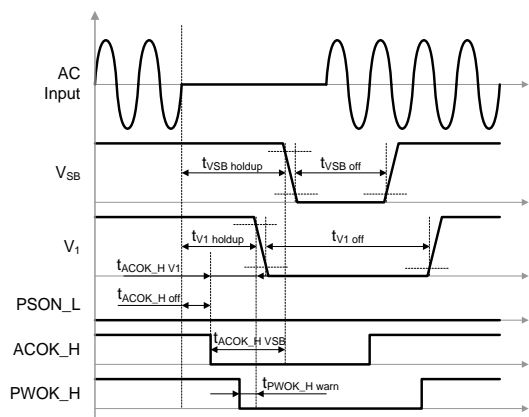 AC
Input
VSB
tVSB holdup
tVSB off
V1
tV1 holdup
tV1 off
tACOK_H V1
tACOK_H off
PSON_L
tACOK_H VSB
ACOK_H
tPWOK_H warn
PWOK_H